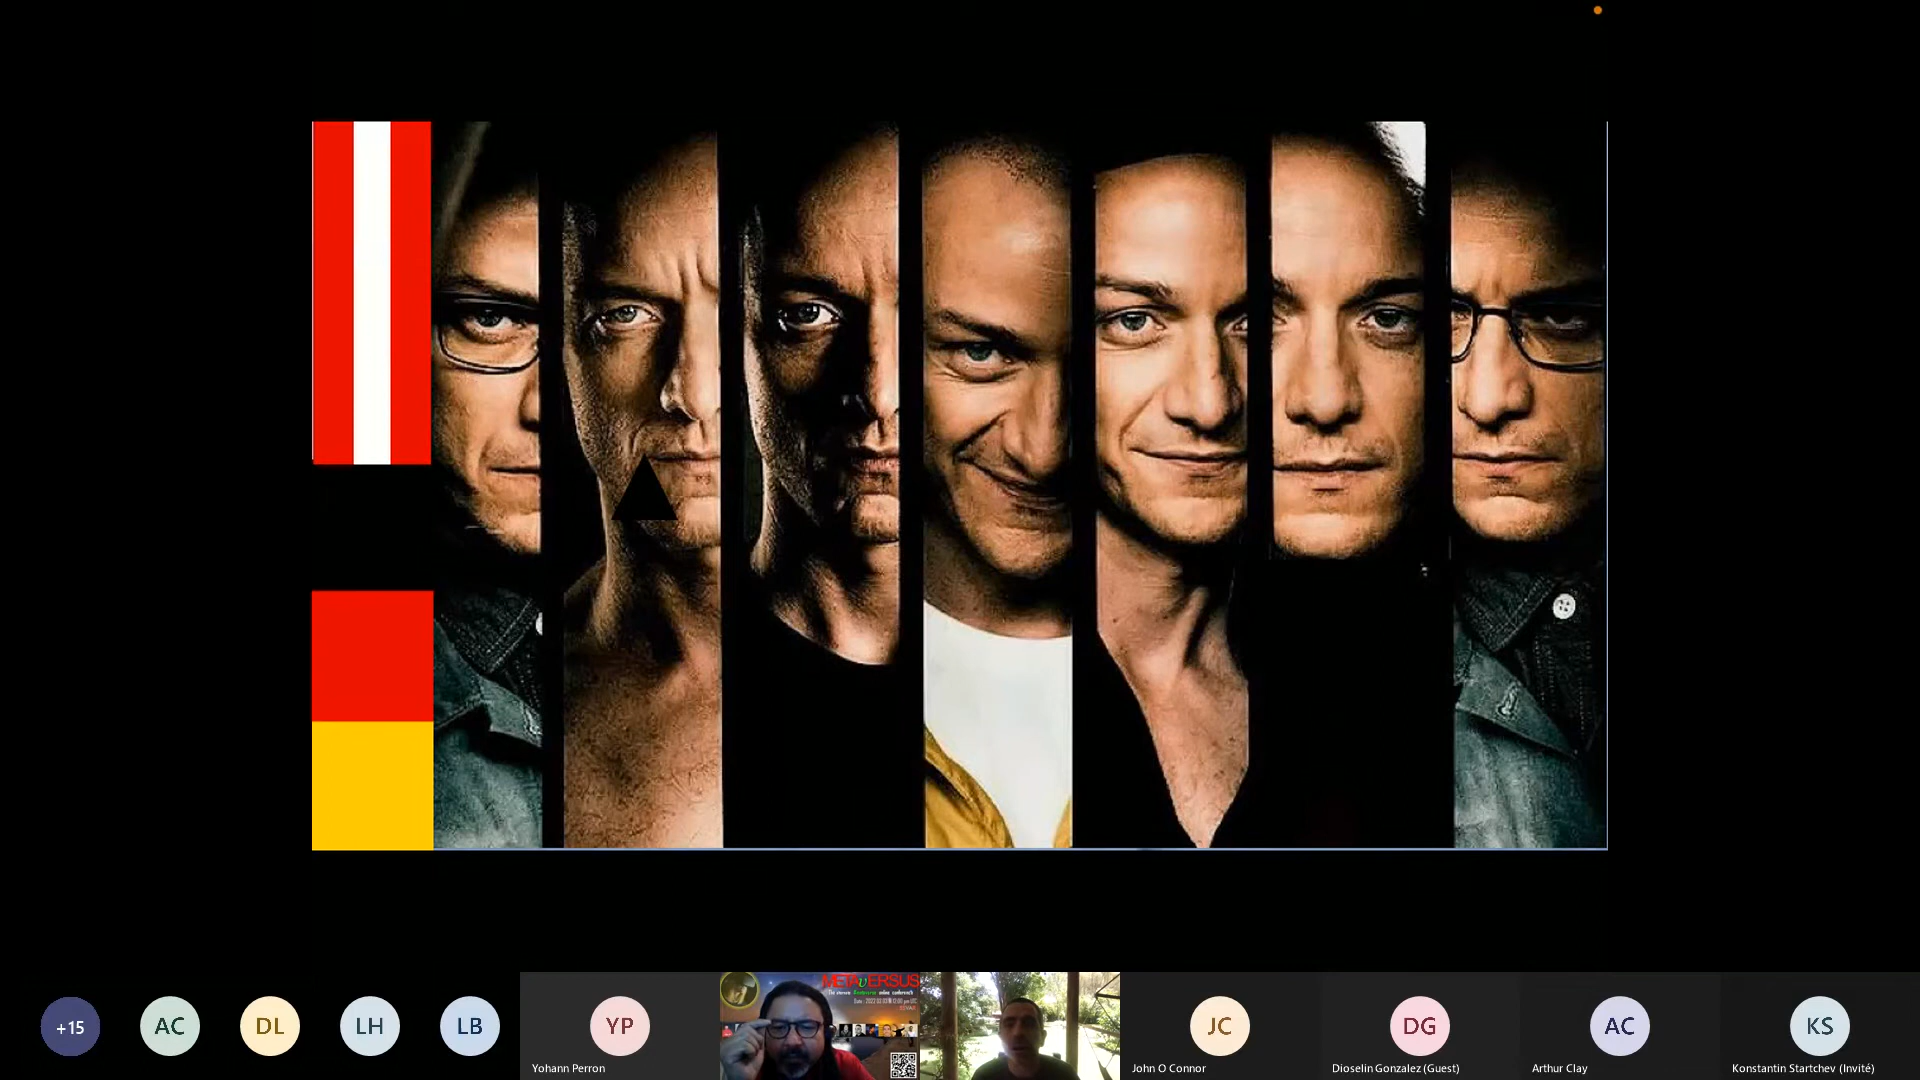 +15
AC
DL
LH
LB
YP
Yohann Perron
METAVERSUS
JC
John O Connor
DG
Dioselin Gonzalez (Guest)
AC
Arthur Clay
KS
Konstantin Startchev (Invité)